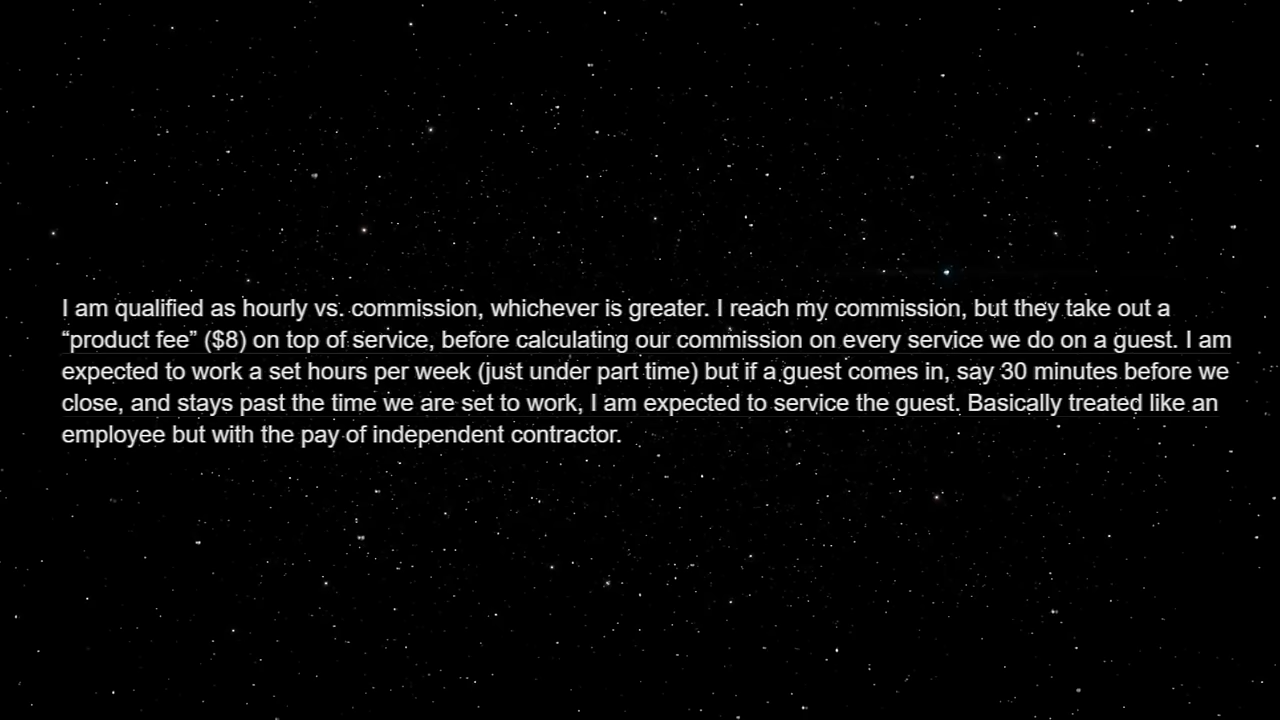 I am qualified as hourly vs. commission, whichever is greater. I reach my commission, but they take out a
“product fee” ($8) on top of service, before calculating our commission on every service we do on a guest. I am
expected to work a set hours per week (just under part time) but if a guest comes in, say 30 minutes before we
close, and stays past the time we are set to work, I am expected to service the guest. Basically treated like an
employee but with the pay of independent contractor.